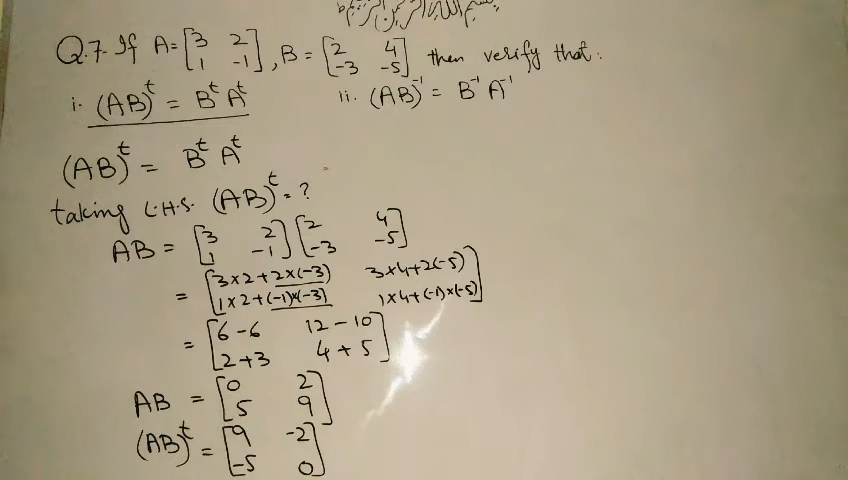 بسم الله الرحمن الرحيم
Q.7. If A = [3 2; 1 -1], B = [2 4; -3 -5] then verify that:
i. (AB)^t = B^t A^t ii. (AB)^-1 = B^-1 A^-1
(AB)^t = B^t A^t
taking L.H.S. (AB)^t = ?
AB = [3 2; 1 -1] [2 4; -3 -5]
= [3×2+2×(-3) 3×4+2(-5); 1×2+(-1)×(-3) 1×4+(-1)×(-5)]
= [6-6 12-10; 2+3 4+5]
AB = [0 2; 5 9]
(AB)^t = [9 -2; -5 0]